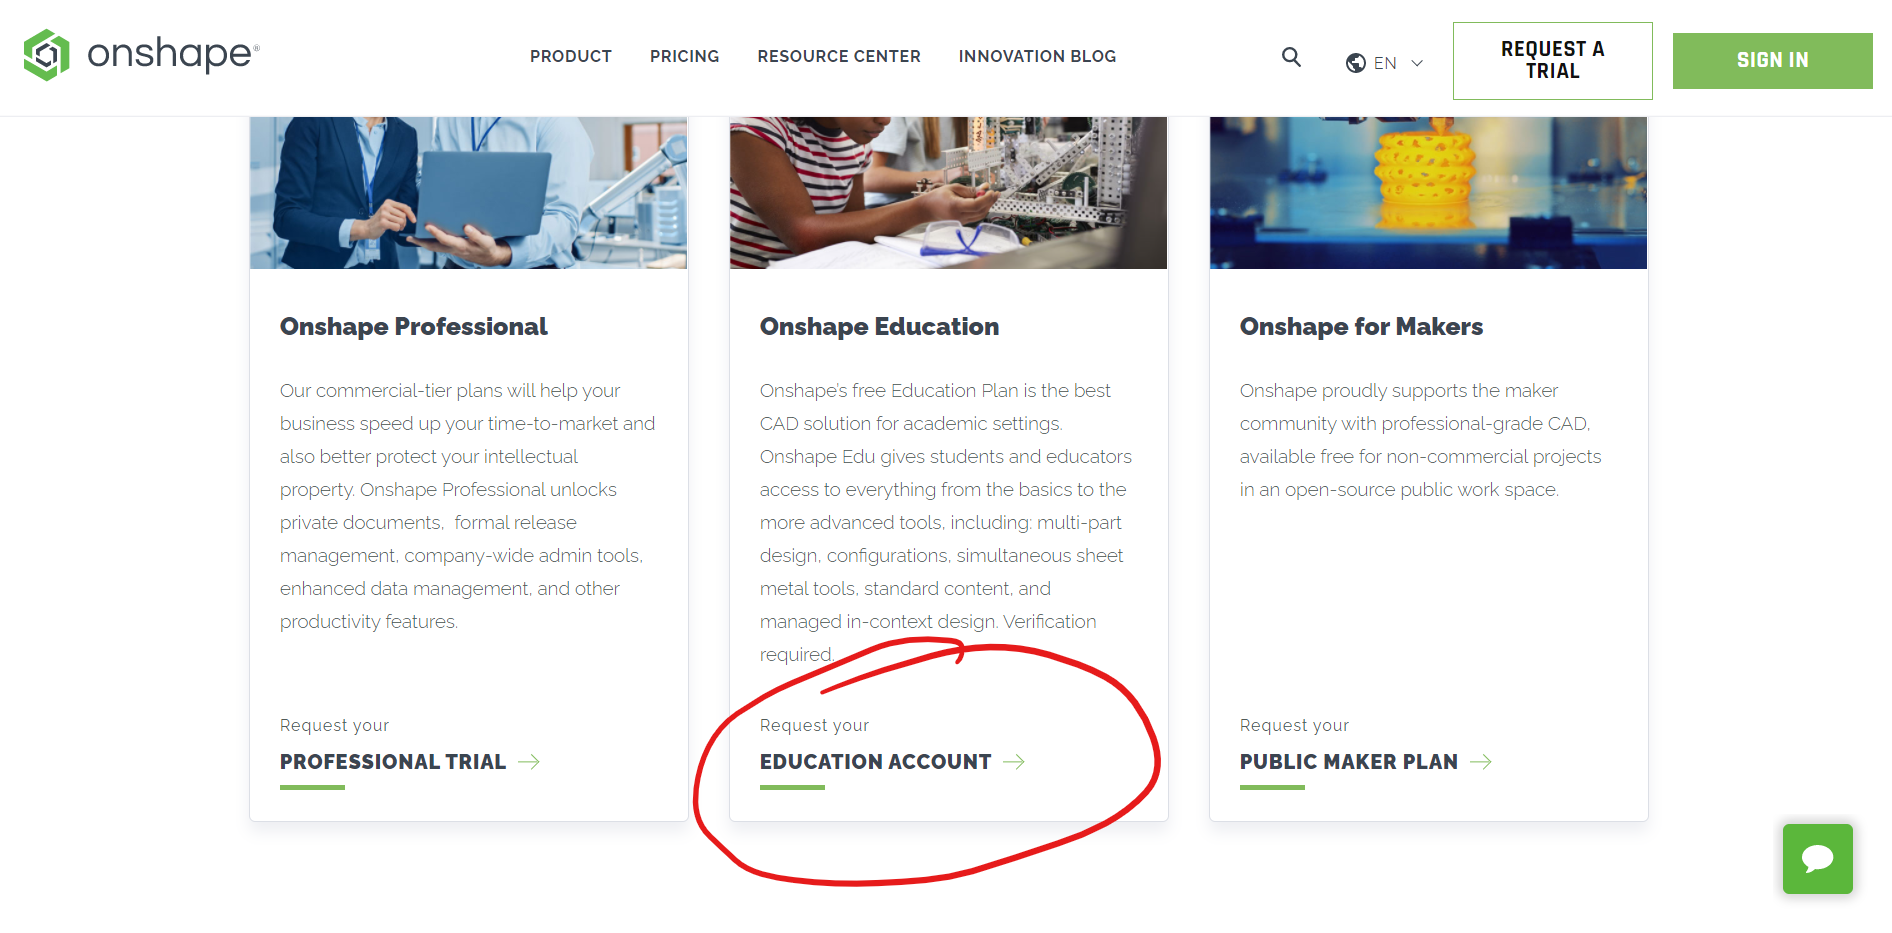 onshape®
PRODUCT
PRICING
RESOURCE CENTER
INNOVATION BLOG
EN
REQUEST A
TRIAL
SIGN IN
Onshape Professional
Our commercial-tier plans will help your
business speed up your time-to-market and
also better protect your intellectual
property. Onshape Professional unlocks
private documents,  formal release
management, company-wide admin tools,
enhanced data management, and other
productivity features.
Request your
PROFESSIONAL TRIAL
Onshape Education
Onshape's free Education Plan is the best
CAD solution for academic settings.
Onshape Edu gives students and educators
access to everything from the basics to the
more advanced tools, including: multi-part
design, configurations, simultaneous sheet
metal tools, standard content, and
managed in-context design. Verification
required.
Request your
EDUCATION ACCOUNT
Onshape for Makers
Onshape proudly supports the maker
community with professional-grade CAD,
available free for non-commercial projects
in an open-source public work space.
Request your
PUBLIC MAKER PLAN